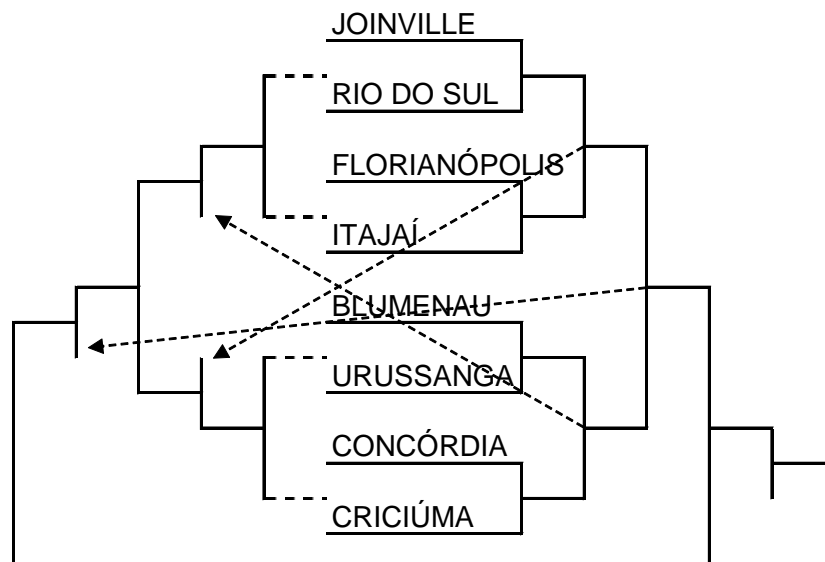 JOINVILLE
RIO DO SUL
FLORIANÓPOLIS
ITAJAÍ
BLUMENAU
URUSSANGA
CONCÓRDIA
CRICIÚMA